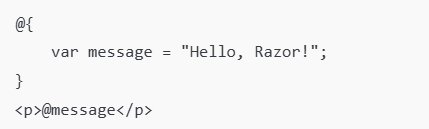 @{
    var message = "Hello, Razor!";
}
<p>@message</p>